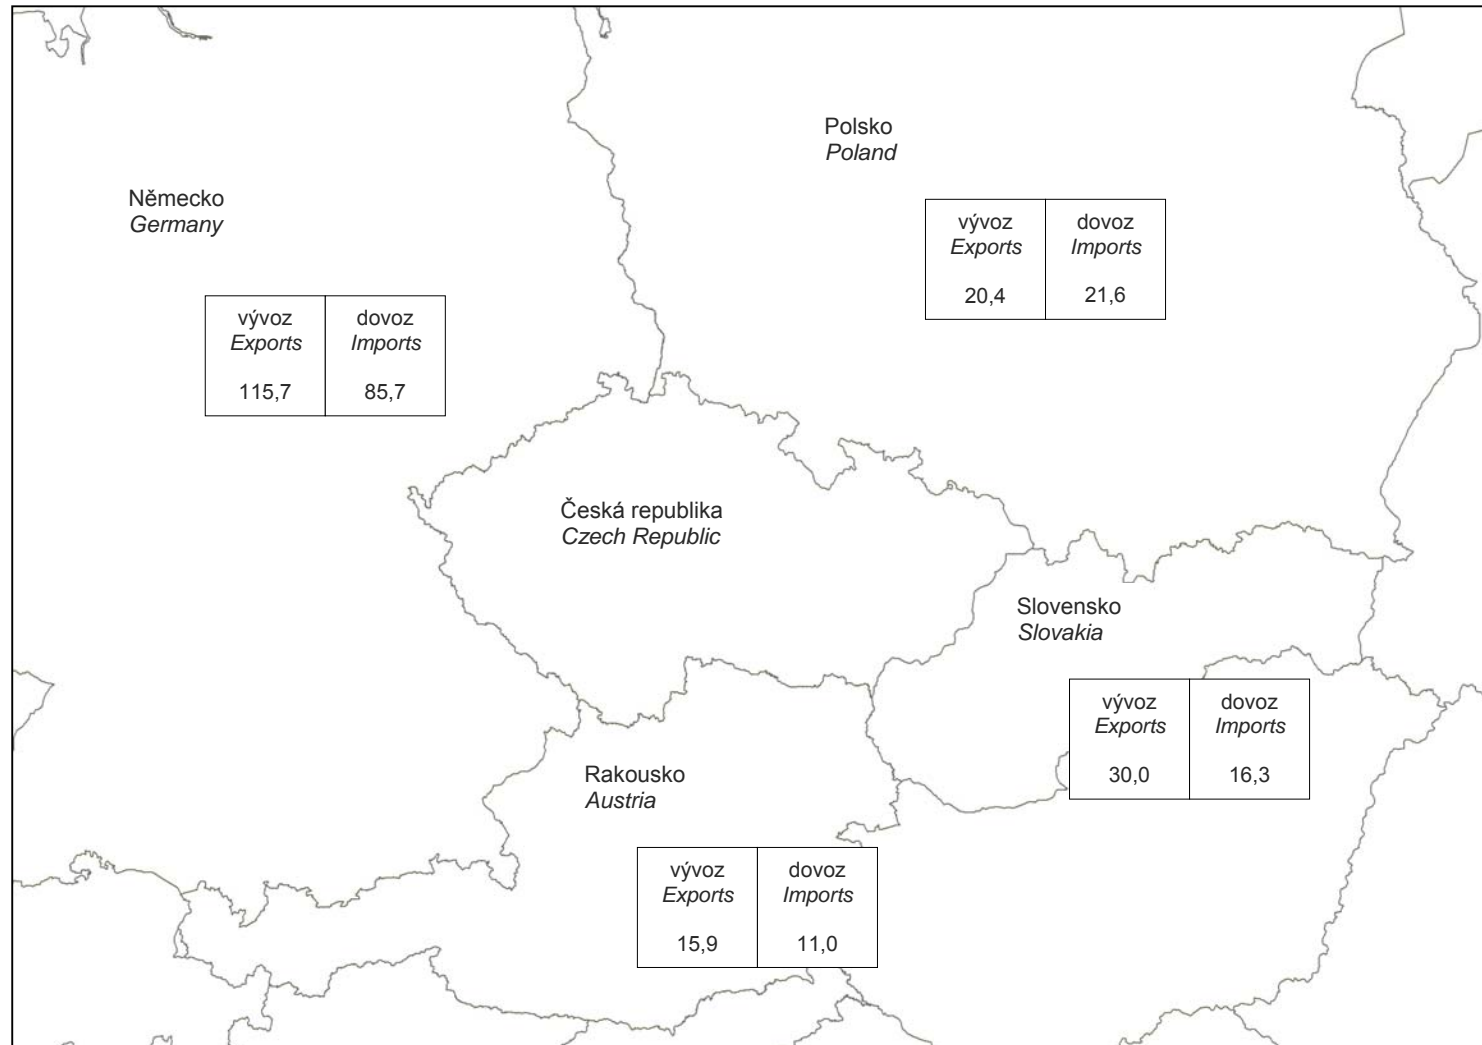 Polsko
Poland
Německo
Germany
vývoz
Exports
20,4
dovoz
Imports
21,6
vývoz
Exports
115,7
dovoz
Imports
85,7
Česká republika
Czech Republic
Slovensko
Slovakia
vývoz
Exports
30,0
dovoz
Imports
16,3
Rakousko
Austria
vývoz
Exports
15,9
dovoz
Imports
11,0